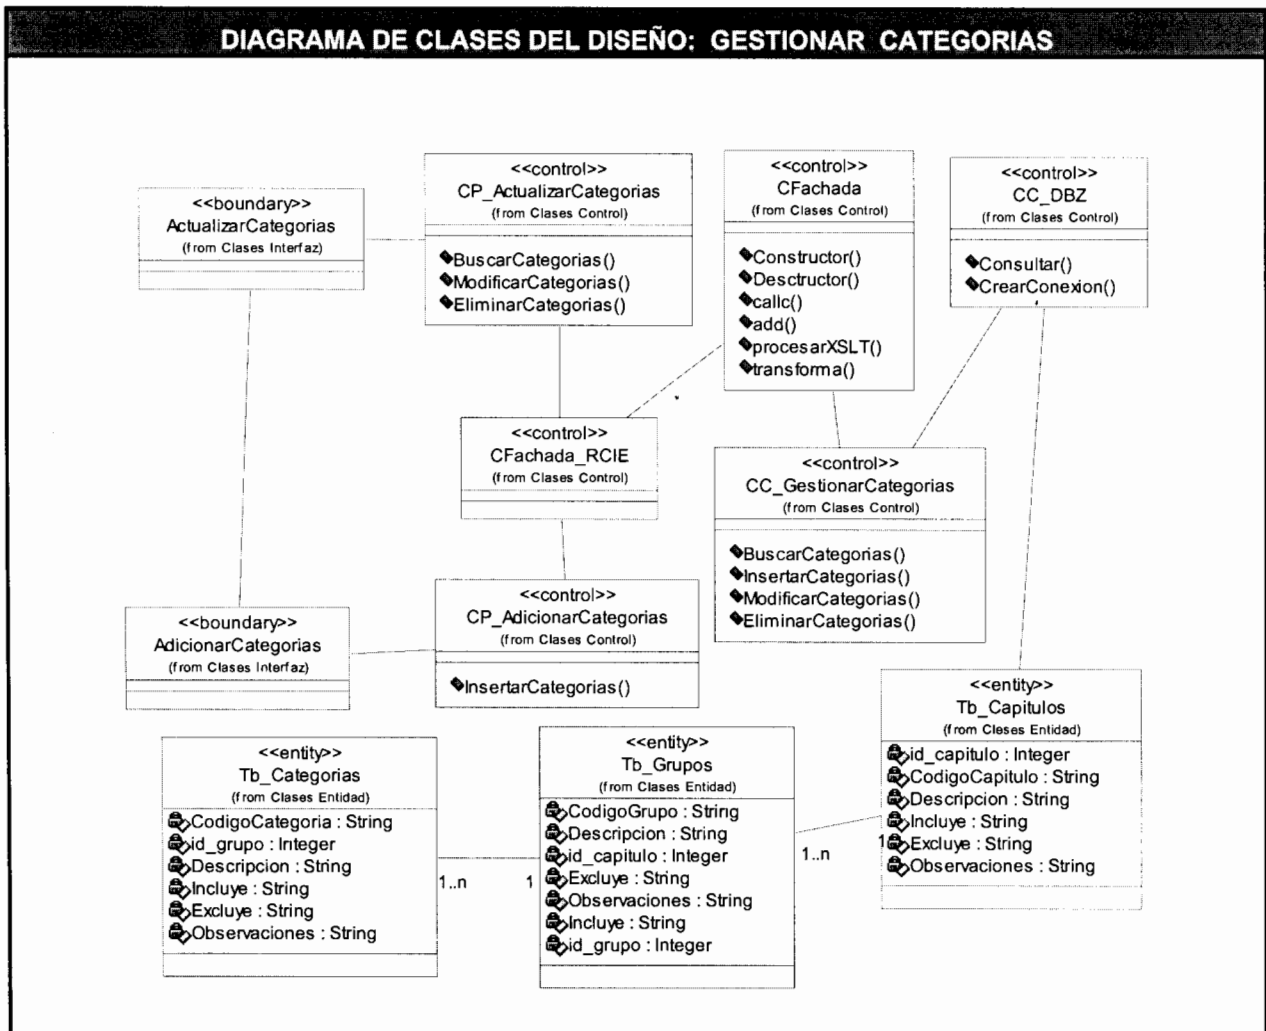 DIAGRAMA DE CLASES DEL DISEÑO: GESTIONAR CATEGORIAS
<<boundary>>
ActualizarCategorias
(from Clases Interfaz)
<<control>>
CP_ActualizarCategorias
(from Clases Control)
BuscarCategorias()
ModificarCategorias()
EliminarCategorias()
<<control>>
CFachada
(from Clases Control)
Constructor()
Desctructor()
callc()
add()
procesarXSLT()
transforma()
<<control>>
CC_DBZ
(from Clases Control)
Consultar()
CrearConexion()
<<control>>
CFachada_RCIE
(from Clases Control)
<<control>>
CC_GestionarCategorias
(from Clases Control)
BuscarCategorias()
InsertarCategorias()
ModificarCategorias()
EliminarCategorias()
<<boundary>>
AdicionarCategorias
(from Clases Interfaz)
<<control>>
CP_AdicionarCategorias
(from Clases Control)
InsertarCategorias()
<<entity>>
Tb_Categorias
(from Clases Entidad)
CodigoCategoria : String
id_grupo : Integer
Descripcion : String
Incluye : String
Excluye : String
Observaciones : String
1..n
1
<<entity>>
Tb_Grupos
(from Clases Entidad)
CodigoGrupo : String
Descripcion : String
id_capitulo : Integer
Excluye : String
Observaciones : String
Incluye : String
id_grupo : Integer
1..n
1
<<entity>>
Tb_Capitulos
(from Clases Entidad)
id_capitulo : Integer
CodigoCapitulo : String
Descripcion : String
Incluye : String
Excluye : String
Observaciones : String